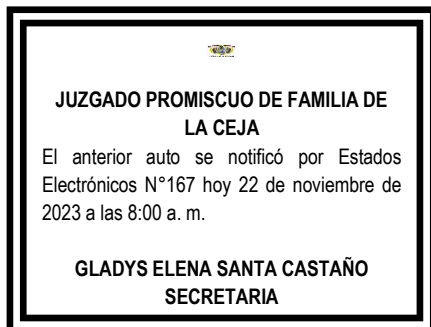 JUZGADO PROMISCUO DE FAMILIA DE
LA CEJA
El anterior auto se notificó por Estados
Electrónicos N°167 hoy 22 de noviembre de
2023 a las 8:00 a. m.
GLADYS ELENA SANTA CASTAÑO
SECRETARIA